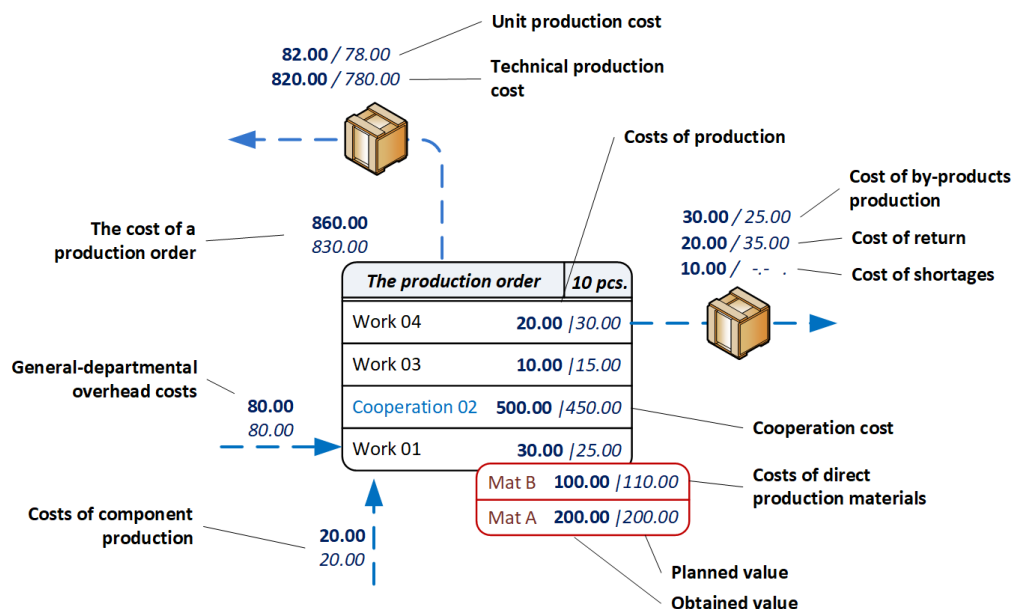 Unit production cost
82.00 / 78.00
Technical production
cost
820.00 / 780.00
Costs of production
Cost of by-products
production
30.00 / 25.00
The cost of a
production order
860.00
830.00
20.00 / 35.00
Cost of return
10.00 / -.- .
Cost of shortages
The production order 10 pcs.
Work 04 20.00 |30.00
Work 03 10.00 |15.00
General-departmental
overhead costs
80.00
80.00
Cooperation 02 500.00 |450.00
Cooperation cost
Work 01 30.00 |25.00
Mat B 100.00 |110.00
Costs of direct
production materials
Mat A 200.00 |200.00
Costs of component
production
20.00
20.00
Planned value
Obtained value